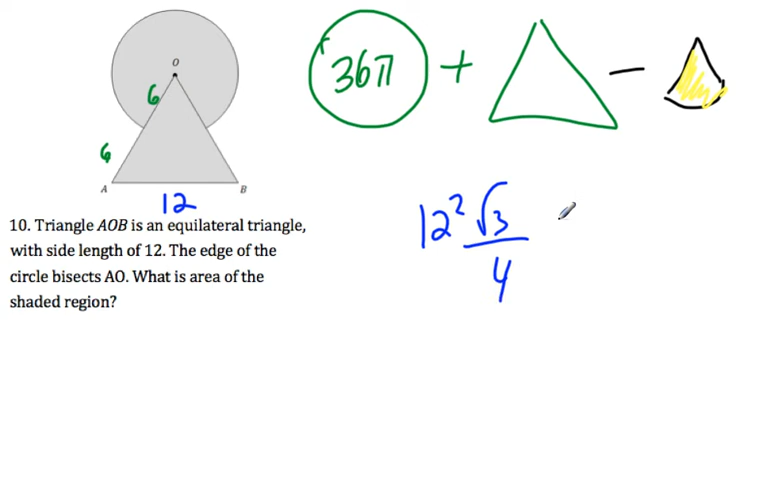 O
6
36π + −
6
A B
12
10. Triangle AOB is an equilateral triangle,
with side length of 12. The edge of the
circle bisects AO. What is area of the
shaded region?
12² √3
4